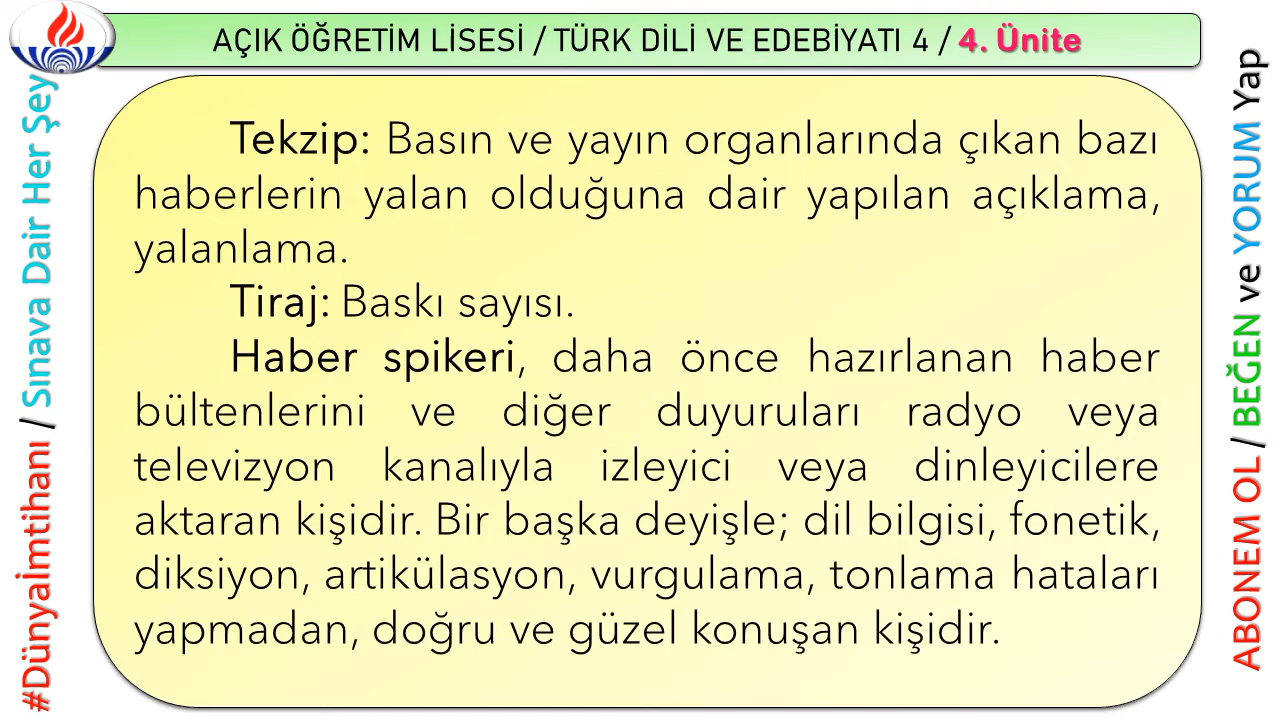 AÇIK ÖĞRETİM LİSESİ / TÜRK DİLİ VE EDEBİYATI 4 / 4. Ünite
#Dünyaİmtihanı / Sınava Dair Her Şey
Tekzip: Basın ve yayın organlarında çıkan bazı
haberlerin yalan olduğuna dair yapılan açıklama,
yalanlama.
Tiraj: Baskı sayısı.
Haber spikeri, daha önce hazırlanan haber
bültenlerini ve diğer duyuruları radyo veya
televizyon kanalıyla izleyici veya dinleyicilere
aktaran kişidir. Bir başka deyişle; dil bilgisi, fonetik,
diksiyon, artikülasyon, vurgulama, tonlama hataları
yapmadan, doğru ve güzel konuşan kişidir.
ABONEM OL / BEĞEN ve YORUM Yap